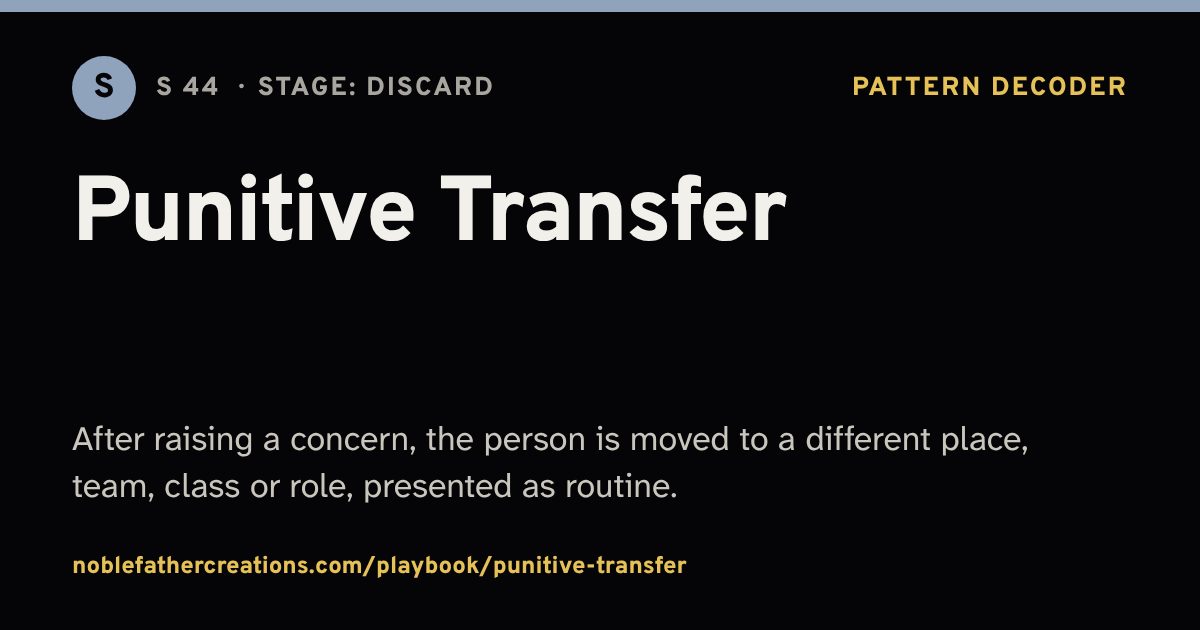 S
S 44 · STAGE: DISCARD
PATTERN DECODER
Punitive Transfer
After raising a concern, the person is moved to a different place,
team, class or role, presented as routine.
noblefathercreations.com/playbook/punitive-transfer